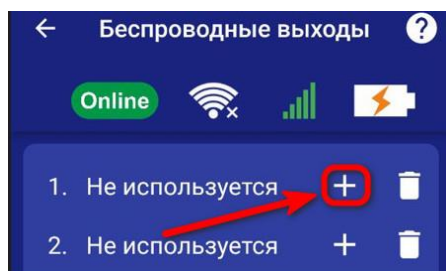 ← Беспроводные выходы ?
Online
1. Не используется +
2. Не используется +